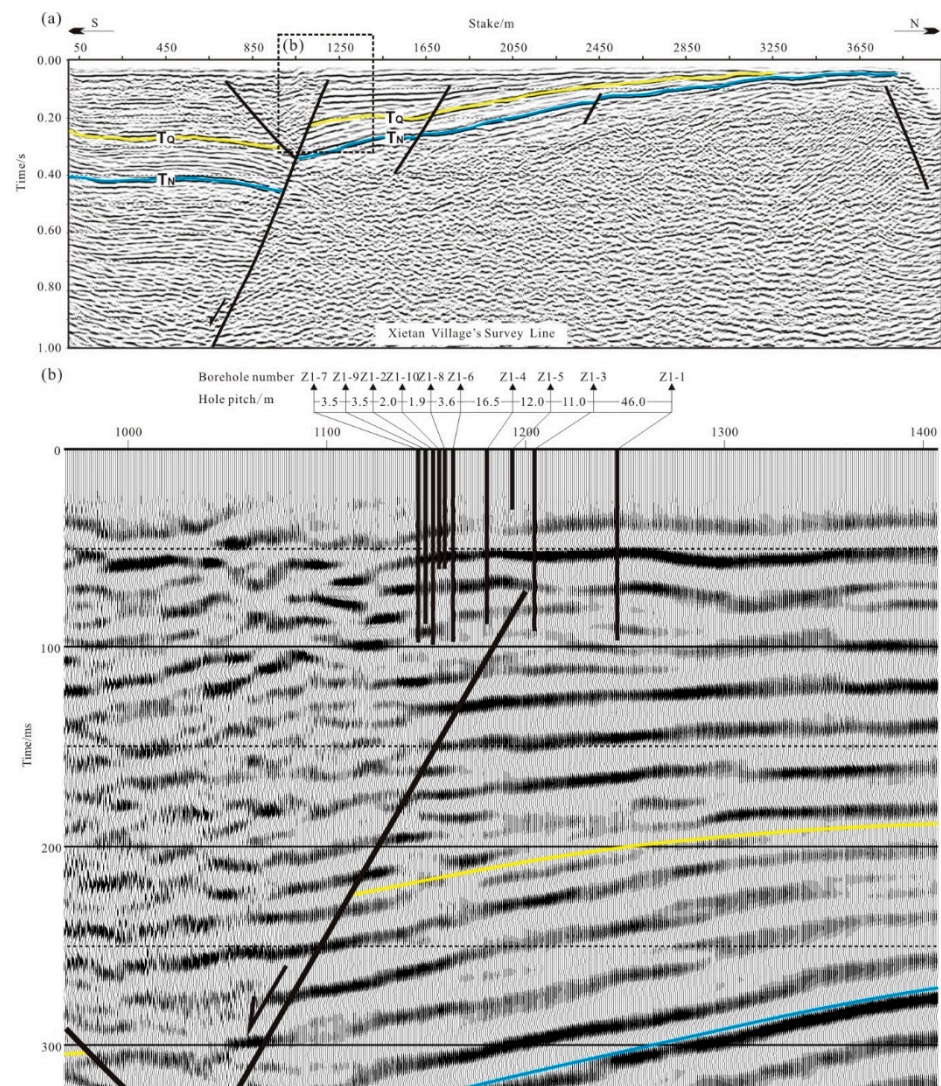 (a)
Stake/m
S
N
50 450 850 (b) 1250 1650 2050 2450 2850 3250 3650
0.00
0.20
0.40
0.60
0.80
1.00
Time/s
TQ TQ
TN
TN
Xietan Village's Survey Line
(b)
Borehole number Z1-7 Z1-9 Z1-2 Z1-10 Z1-8 Z1-6 Z1-4 Z1-5 Z1-3 Z1-1
Hole pitch/m 3.5 3.5 2.0 1.9 3.6 16.5 12.0 11.0 46.0
1000 1100 1200 1300 1400
0
100
200
300
Time/ms